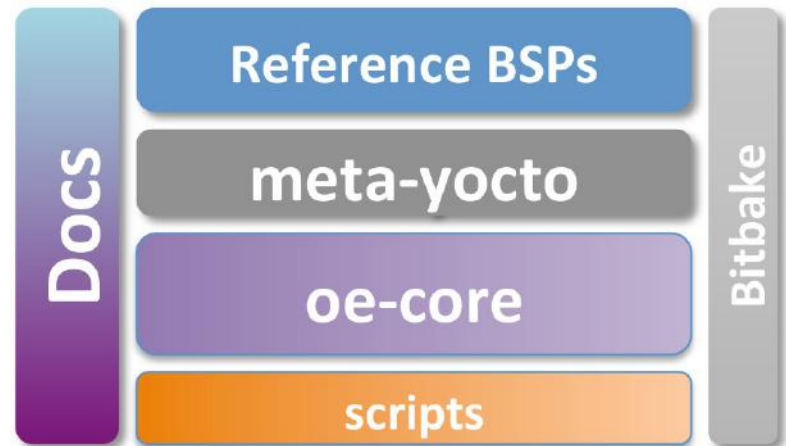 Docs
Reference BSPs
meta-yocto
oe-core
scripts
Bitbake